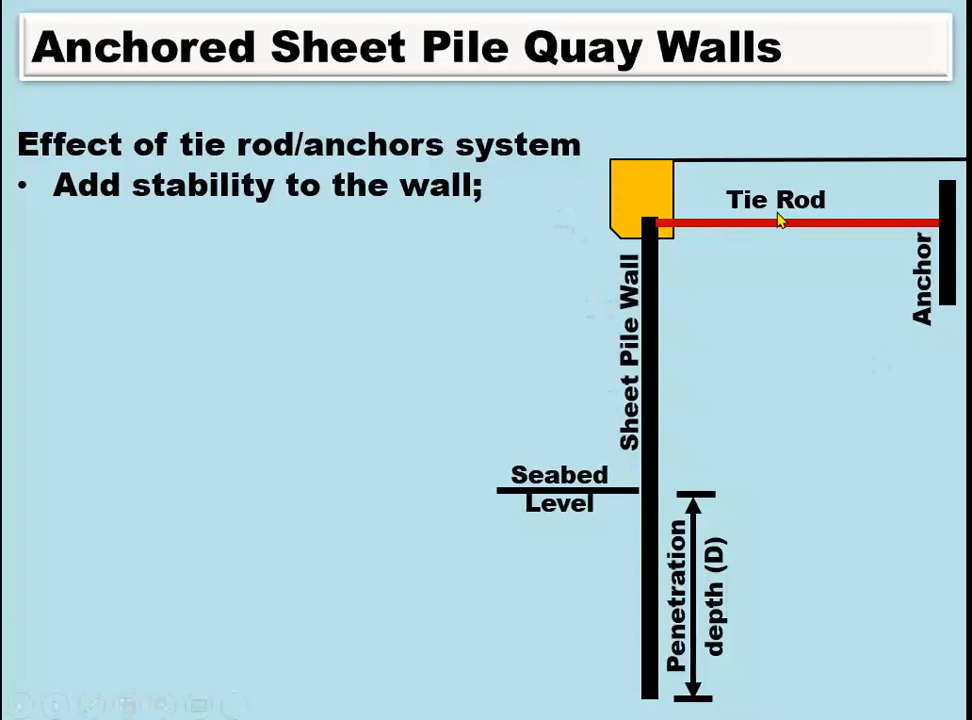 Anchored Sheet Pile Quay Walls
Effect of tie rod/anchors system
• Add stability to the wall;
Tie Rod
Anchor
Sheet Pile Wall
Seabed
Level
Penetration
depth (D)